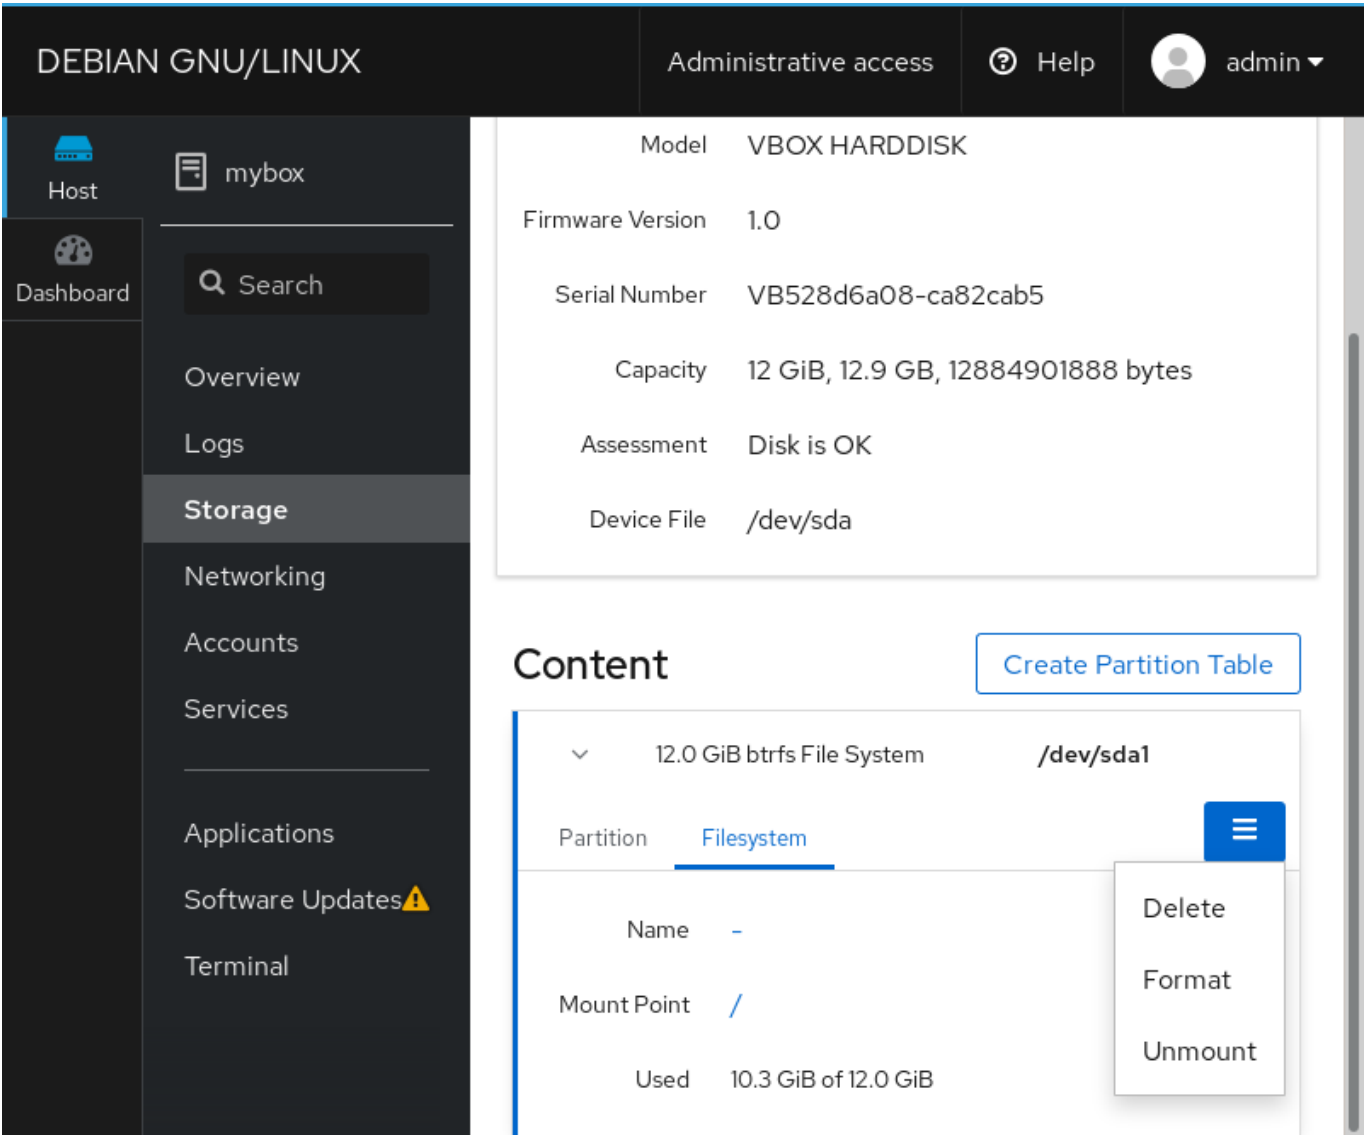 DEBIAN GNU/LINUX
Administrative access
Help
admin
Host
Dashboard
mybox
Search
Overview
Logs
Storage
Networking
Accounts
Services
Applications
Software Updates
Terminal
Model VBOX HARDDISK
Firmware Version 1.0
Serial Number VB528d6a08-ca82cab5
Capacity 12 GiB, 12.9 GB, 12884901888 bytes
Assessment Disk is OK
Device File /dev/sda
Content
Create Partition Table
12.0 GiB btrfs File System /dev/sda1
Partition Filesystem
Name -
Mount Point /
Used 10.3 GiB of 12.0 GiB
Delete
Format
Unmount